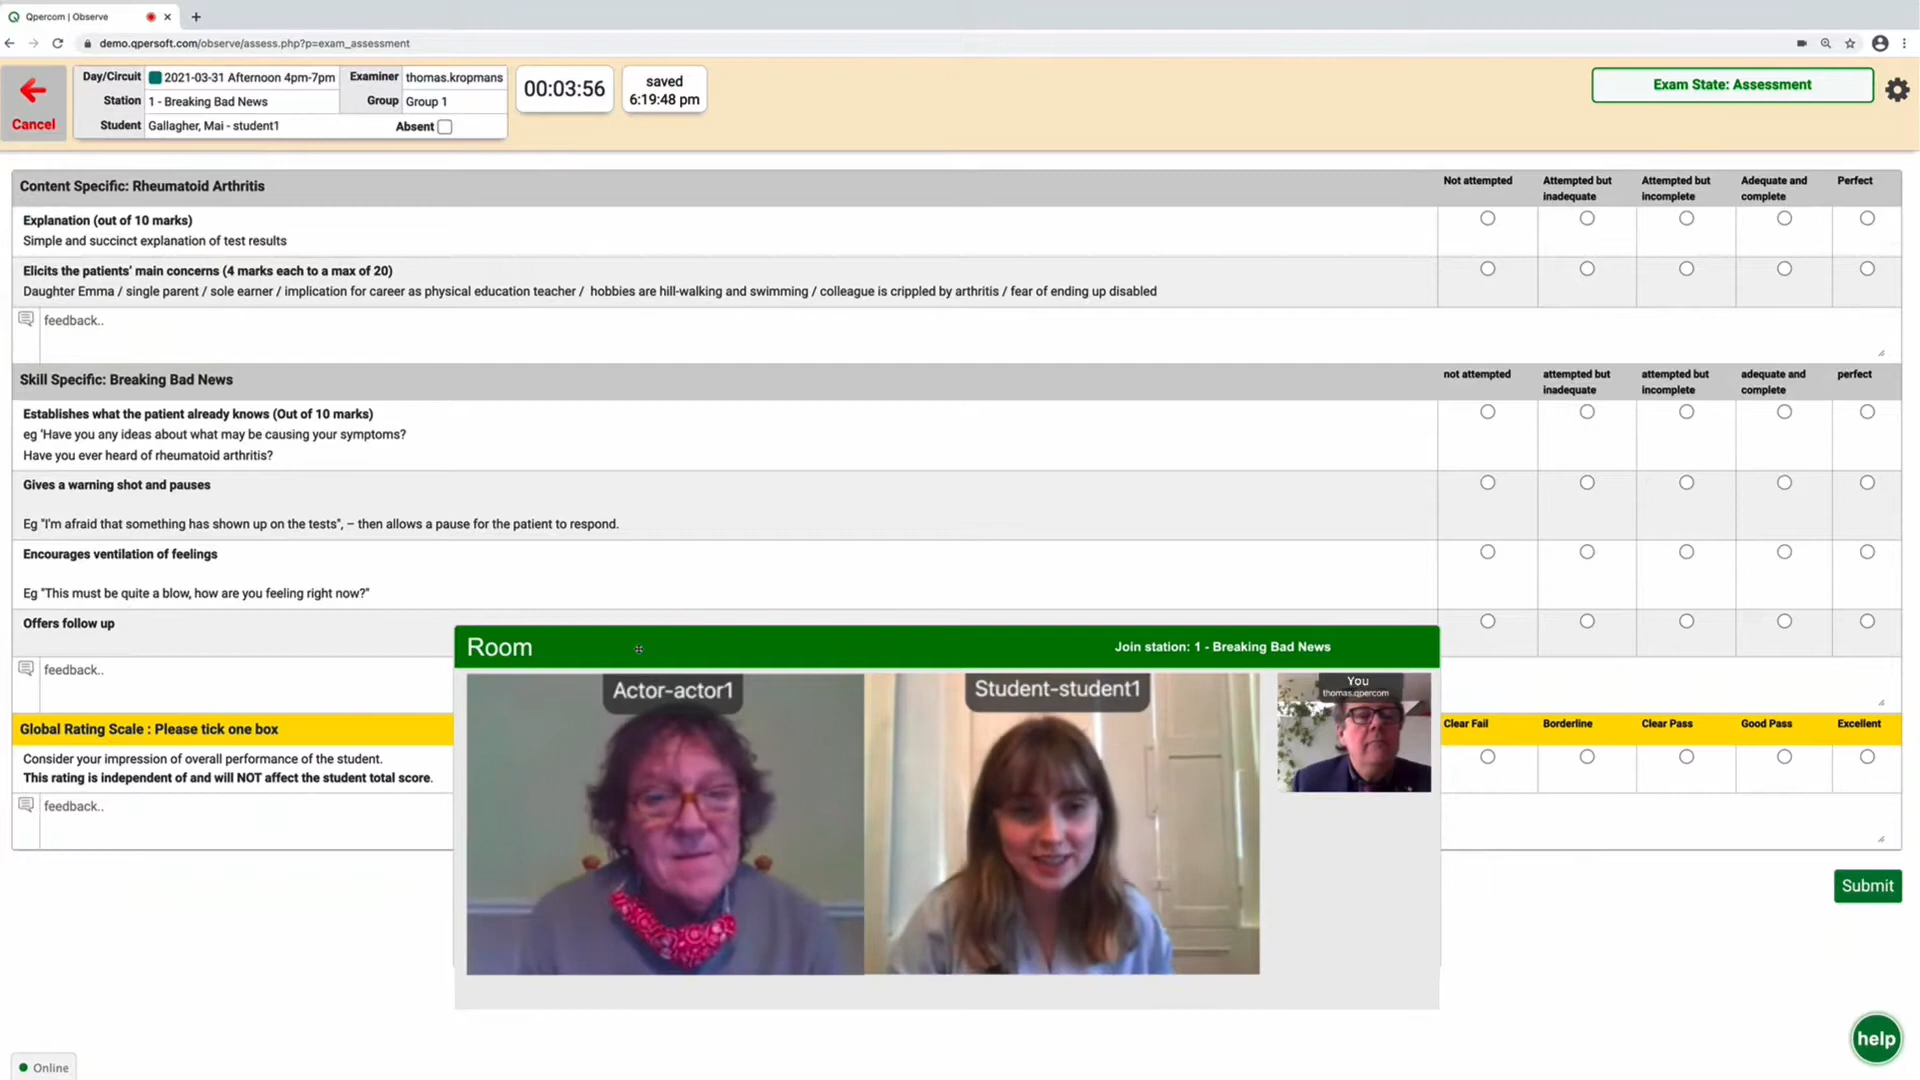 Qpercom | Observe
demo.qpersoft.com/observe/assess.php?p=exam_assessment
Cancel
Day/Circuit 2021-03-31 Afternoon 4pm-7pm Examiner thomas.kropmans
Station 1 - Breaking Bad News Group Group 1
Student Gallagher, Mai - student1 Absent
00:03:56
saved
6:19:48 pm
Exam State: Assessment
Content Specific: Rheumatoid Arthritis Not attempted Attempted but inadequate Attempted but incomplete Adequate and complete Perfect
Explanation (out of 10 marks)
Simple and succinct explanation of test results
Elicits the patients’ main concerns (4 marks each to a max of 20)
Daughter Emma / single parent / sole earner / implication for career as physical education teacher / hobbies are hill-walking and swimming / colleague is crippled by arthritis / fear of ending up disabled
feedback..
Skill Specific: Breaking Bad News not attempted attempted but inadequate attempted but incomplete adequate and complete perfect
Establishes what the patient already knows (Out of 10 marks)
eg ‘Have you any ideas about what may be causing your symptoms?
Have you ever heard of rheumatoid arthritis?
Gives a warning shot and pauses
Eg "I'm afraid that something has shown up on the tests", – then allows a pause for the patient to respond.
Encourages ventilation of feelings
Eg "This must be quite a blow, how are you feeling right now?"
Offers follow up
feedback..
Room Join station: 1 - Breaking Bad News
Actor-actor1
Student-student1
You
thomas.qpercom
Global Rating Scale : Please tick one box Clear Fail Borderline Clear Pass Good Pass Excellent
Consider your impression of overall performance of the student.
This rating is independent of and will NOT affect the student total score.
feedback..
Submit
help
Online